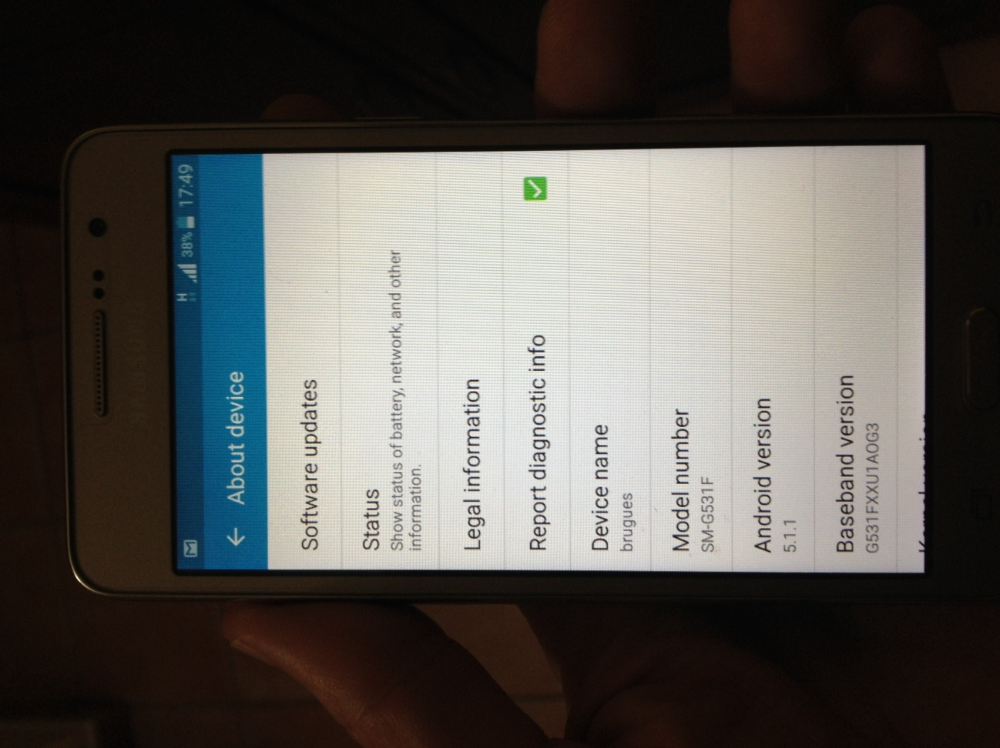 H 38% 17:49
About device
Software updates
Status
Show status of battery, network, and other
information.
Legal information
Report diagnostic info
Device name
brugues
Model number
SM-G531F
Android version
5.1.1
Baseband version
G531FXXU1AOG3